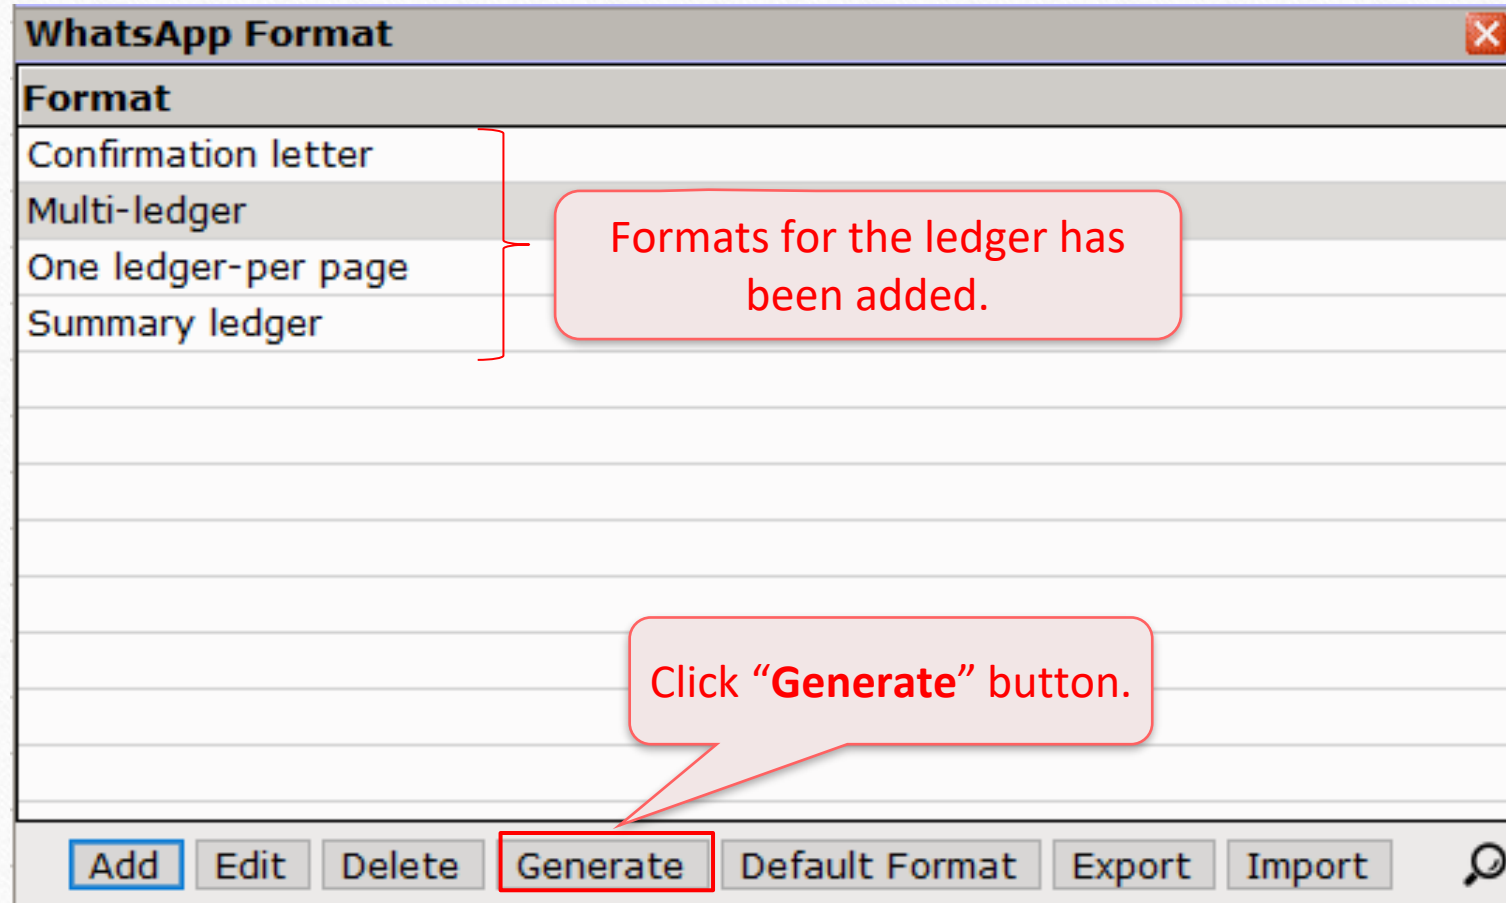 WhatsApp Format
Format
Confirmation letter
Multi-ledger
One ledger-per page
Summary ledger
Formats for the ledger has
been added.
Click “Generate” button.
Add Edit Delete Generate Default Format Export Import